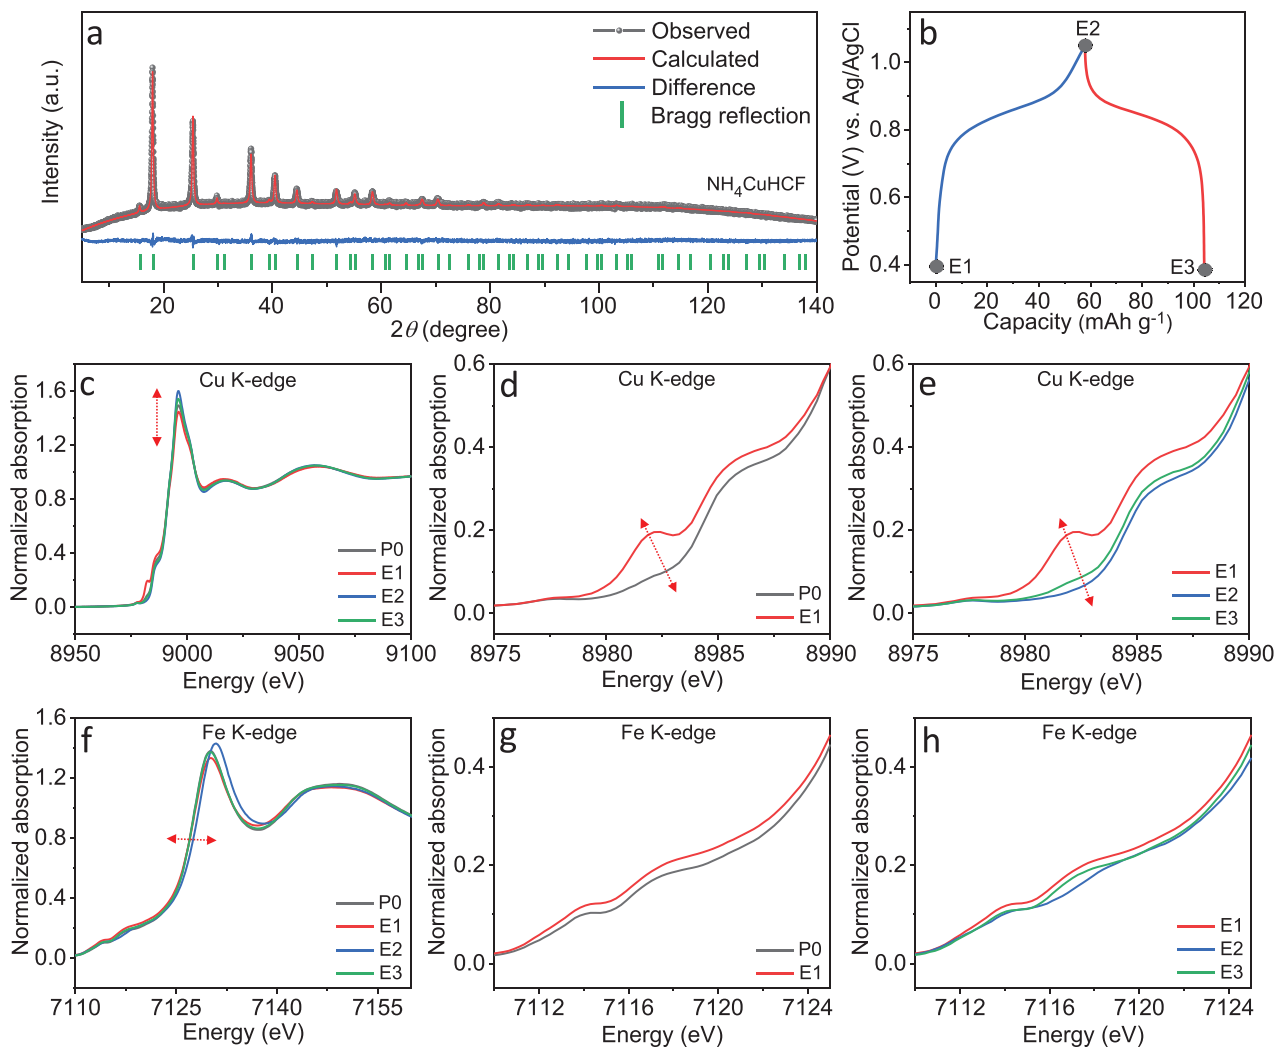 a
Observed
Calculated
Difference
Bragg reflection
NH4CuHCF
Intensity (a.u.)
20 40 60 80 100 120 140
2θ (degree)
b
E2
E1
E3
1.0
0.8
0.6
0.4
Potential (V) vs. Ag/AgCl
0 20 40 60 80 100 120
Capacity (mAh g-1)
c
Cu K-edge
1.6
1.2
0.8
0.4
0.0
Normalized absorption
P0
E1
E2
E3
8950 9000 9050 9100
Energy (eV)
d
Cu K-edge
0.6
0.4
0.2
0.0
Normalized absorption
P0
E1
8975 8980 8985 8990
Energy (eV)
e
Cu K-edge
0.6
0.4
0.2
0.0
Normalized absorption
E1
E2
E3
8975 8980 8985 8990
Energy (eV)
f
Fe K-edge
1.6
1.2
0.8
0.4
0.0
Normalized absorption
P0
E1
E2
E3
7110 7125 7140 7155
Energy (eV)
g
Fe K-edge
0.4
0.2
0.0
Normalized absorption
P0
E1
7112 7116 7120 7124
Energy (eV)
h
Fe K-edge
0.4
0.2
0.0
Normalized absorption
E1
E2
E3
7112 7116 7120 7124
Energy (eV)